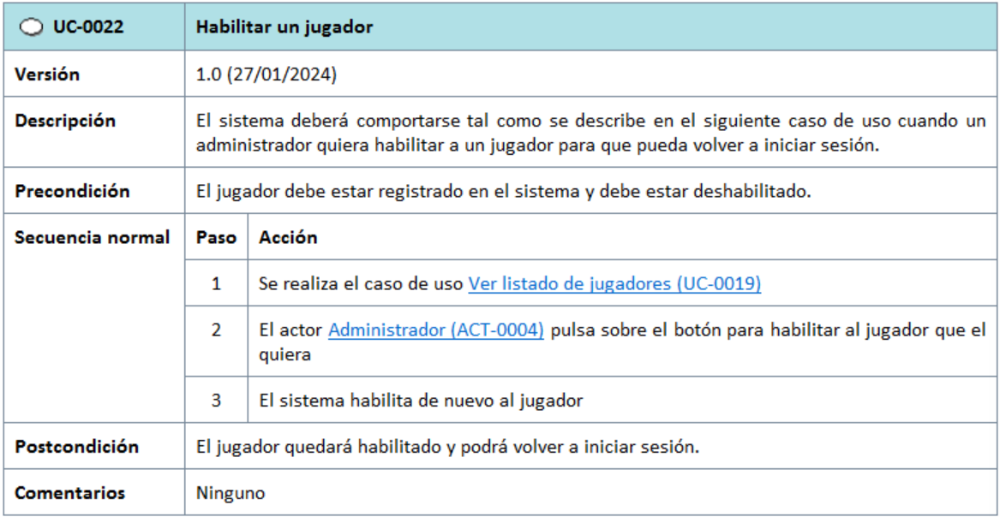 UC-0022 Habilitar un jugador
Versión 1.0 (27/01/2024)
Descripción El sistema deberá comportarse tal como se describe en el siguiente caso de uso cuando un
administrador quiera habilitar a un jugador para que pueda volver a iniciar sesión.
Precondición El jugador debe estar registrado en el sistema y debe estar deshabilitado.
Secuencia normal Paso Acción
1 Se realiza el caso de uso Ver listado de jugadores (UC-0019)
2 El actor Administrador (ACT-0004) pulsa sobre el botón para habilitar al jugador que el
quiera
3 El sistema habilita de nuevo al jugador
Postcondición El jugador quedará habilitado y podrá volver a iniciar sesión.
Comentarios Ninguno